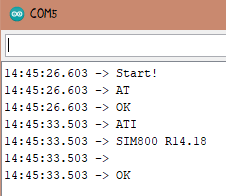 COM5
14:45:26.603 -> Start!
14:45:26.603 -> AT
14:45:26.603 -> OK
14:45:33.503 -> ATI
14:45:33.503 -> SIM800 R14.18
14:45:33.503 ->
14:45:33.503 -> OK